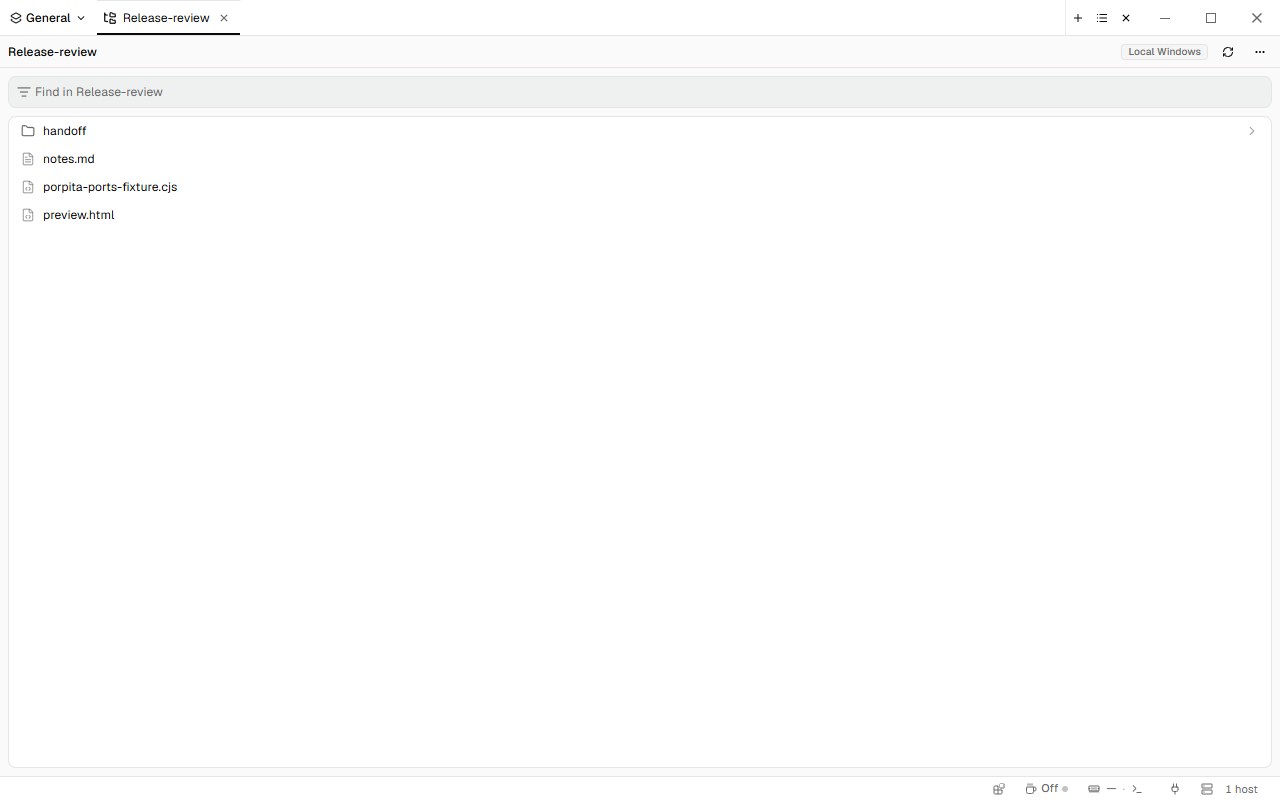 General
Release-review
Release-review
Local Windows
Find in Release-review
handoff
notes.md
porpita-ports-fixture.cjs
preview.html
Off
1 host